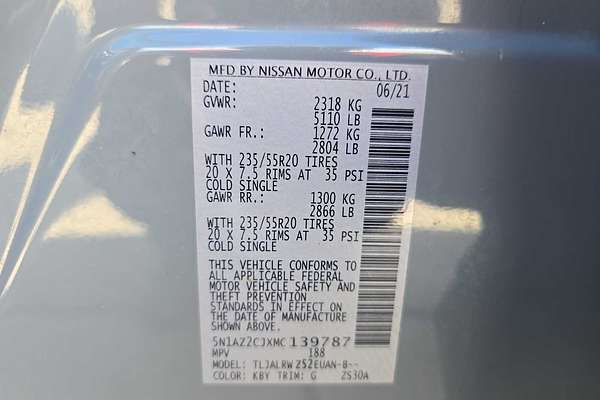 MFD BY NISSAN MOTOR CO., LTD.
DATE: 06/21
GVWR: 2318 KG
5110 LB
GAWR FR.: 1272 KG
2804 LB
WITH 235/55R20 TIRES
20 X 7.5 RIMS AT 35 PSI
COLD SINGLE
GAWR RR.: 1300 KG
2866 LB
WITH 235/55R20 TIRES
20 X 7.5 RIMS AT 35 PSI
COLD SINGLE
THIS VEHICLE CONFORMS TO
ALL APPLICABLE FEDERAL
MOTOR VEHICLE SAFETY AND
THEFT PREVENTION
STANDARDS IN EFFECT ON
THE DATE OF MANUFACTURE
SHOWN ABOVE.
5N1AZ2CJXMC139787
MPV 188
MODEL: TLJALRWZ52EUAN-8--
COLOR: KBY TRIM: G ZS30A